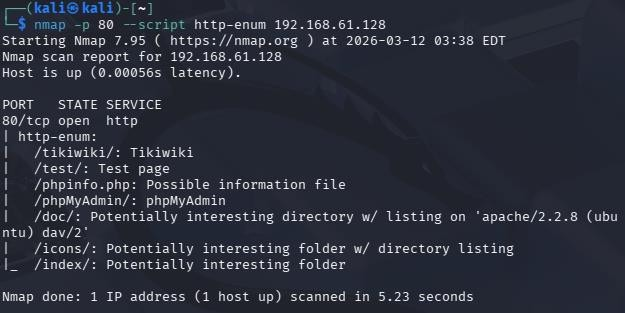 ┌──(kali㉿kali)-[~]
└─$ nmap -p 80 --script http-enum 192.168.61.128
Starting Nmap 7.95 ( https://nmap.org ) at 2026-03-12 03:38 EDT
Nmap scan report for 192.168.61.128
Host is up (0.00056s latency).

PORT   STATE SERVICE
80/tcp open  http
| http-enum:
|   /tikiwiki/: Tikiwiki
|   /test/: Test page
|   /phpinfo.php: Possible information file
|   /phpMyAdmin/: phpMyAdmin
|   /doc/: Potentially interesting directory w/ listing on 'apache/2.2.8 (ubu
ntu) dav/2'
|   /icons/: Potentially interesting folder w/ directory listing
|_  /index/: Potentially interesting folder

Nmap done: 1 IP address (1 host up) scanned in 5.23 seconds